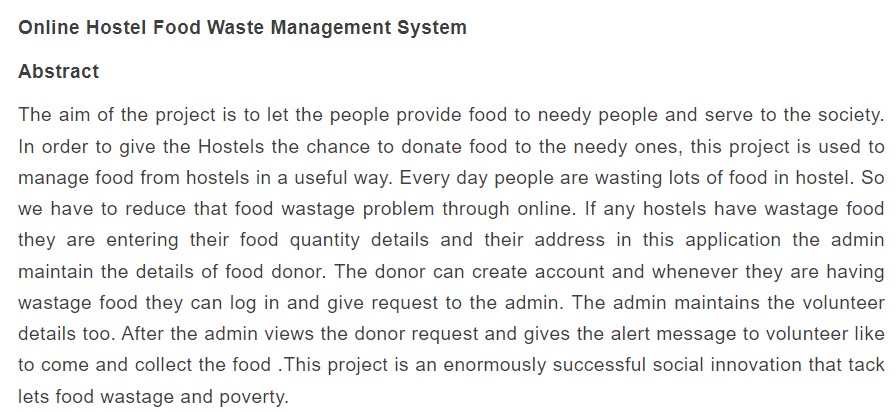 Online Hostel Food Waste Management System
Abstract
The aim of the project is to let the people provide food to needy people and serve to the society.
In order to give the Hostels the chance to donate food to the needy ones, this project is used to
manage food from hostels in a useful way. Every day people are wasting lots of food in hostel. So
we have to reduce that food wastage problem through online. If any hostels have wastage food
they are entering their food quantity details and their address in this application the admin
maintain the details of food donor. The donor can create account and whenever they are having
wastage food they can log in and give request to the admin. The admin maintains the volunteer
details too. After the admin views the donor request and gives the alert message to volunteer like
to come and collect the food .This project is an enormously successful social innovation that tack
lets food wastage and poverty.